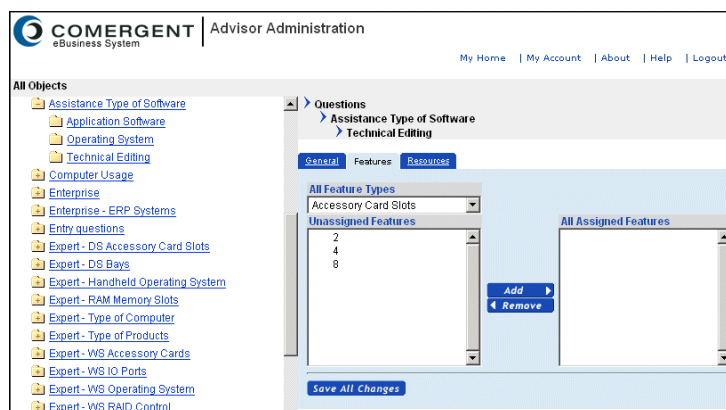 COMERGENT
eBusiness System
Advisor Administration
My Home | My Account | About | Help | Logout
All Objects
Assistance Type of Software
Application Software
Operating System
Technical Editing
Computer Usage
Enterprise
Enterprise - ERP Systems
Entry questions
Expert - DS Accessory Card Slots
Expert - DS Bays
Expert - Handheld Operating System
Expert - RAM Memory Slots
Expert - Type of Computer
Expert - Type of Products
Expert - WS Accessory Cards
Expert - WS IO Ports
Expert - WS Operating System
Expert - WS RAID Control
Questions
Assistance Type of Software
Technical Editing
General Features Resources
All Feature Types
Accessory Card Slots
Unassigned Features
2
4
8
Add
Remove
All Assigned Features
Save All Changes